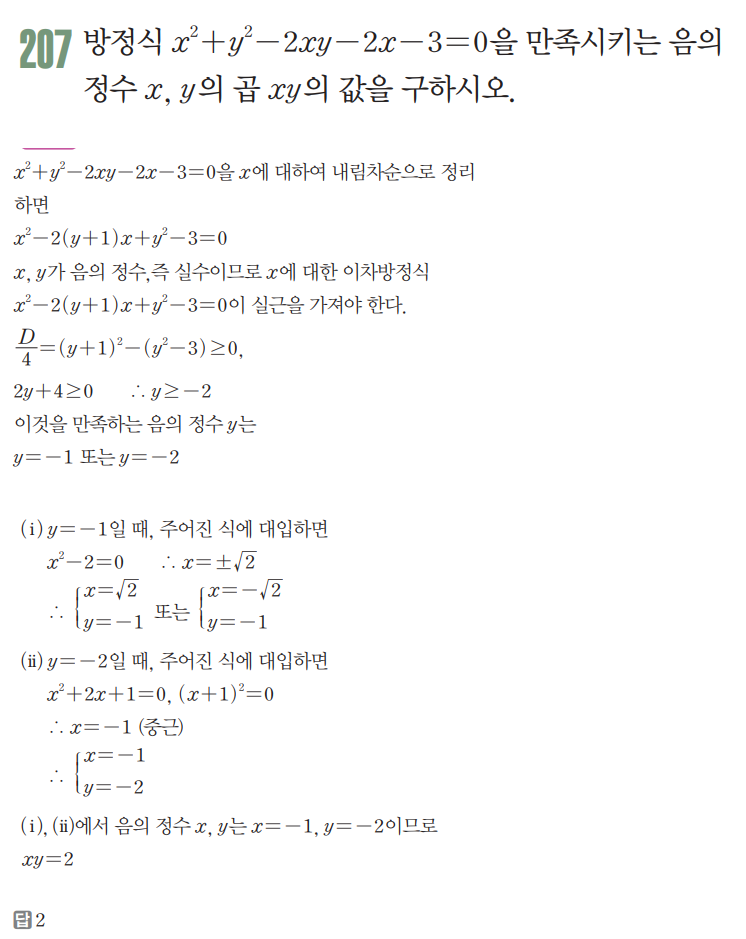 207 방정식 x²+y²−2xy−2x−3=0을 만족시키는 음의
정수 x, y의 곱 xy의 값을 구하시오.
x²+y²−2xy−2x−3=0을 x에 대하여 내림차순으로 정리
하면
x²−2(y+1)x+y²−3=0
x, y가 음의 정수,즉 실수이므로 x에 대한 이차방정식
x²−2(y+1)x+y²−3=0이 실근을 가져야 한다.
D/4=(y+1)²−(y²−3)≥0,
2y+4≥0 ∴ y≥−2
이것을 만족하는 음의 정수 y는
y=−1 또는 y=−2
(ⅰ) y=−1일 때, 주어진 식에 대입하면
x²−2=0 ∴ x=±√2
∴ {x=√2, y=−1 또는 {x=−√2, y=−1
(ⅱ) y=−2일 때, 주어진 식에 대입하면
x²+2x+1=0, (x+1)²=0
∴ x=−1 (중근)
∴ {x=−1, y=−2
(ⅰ), (ⅱ)에서 음의 정수 x, y는 x=−1, y=−2이므로
xy=2
답 2